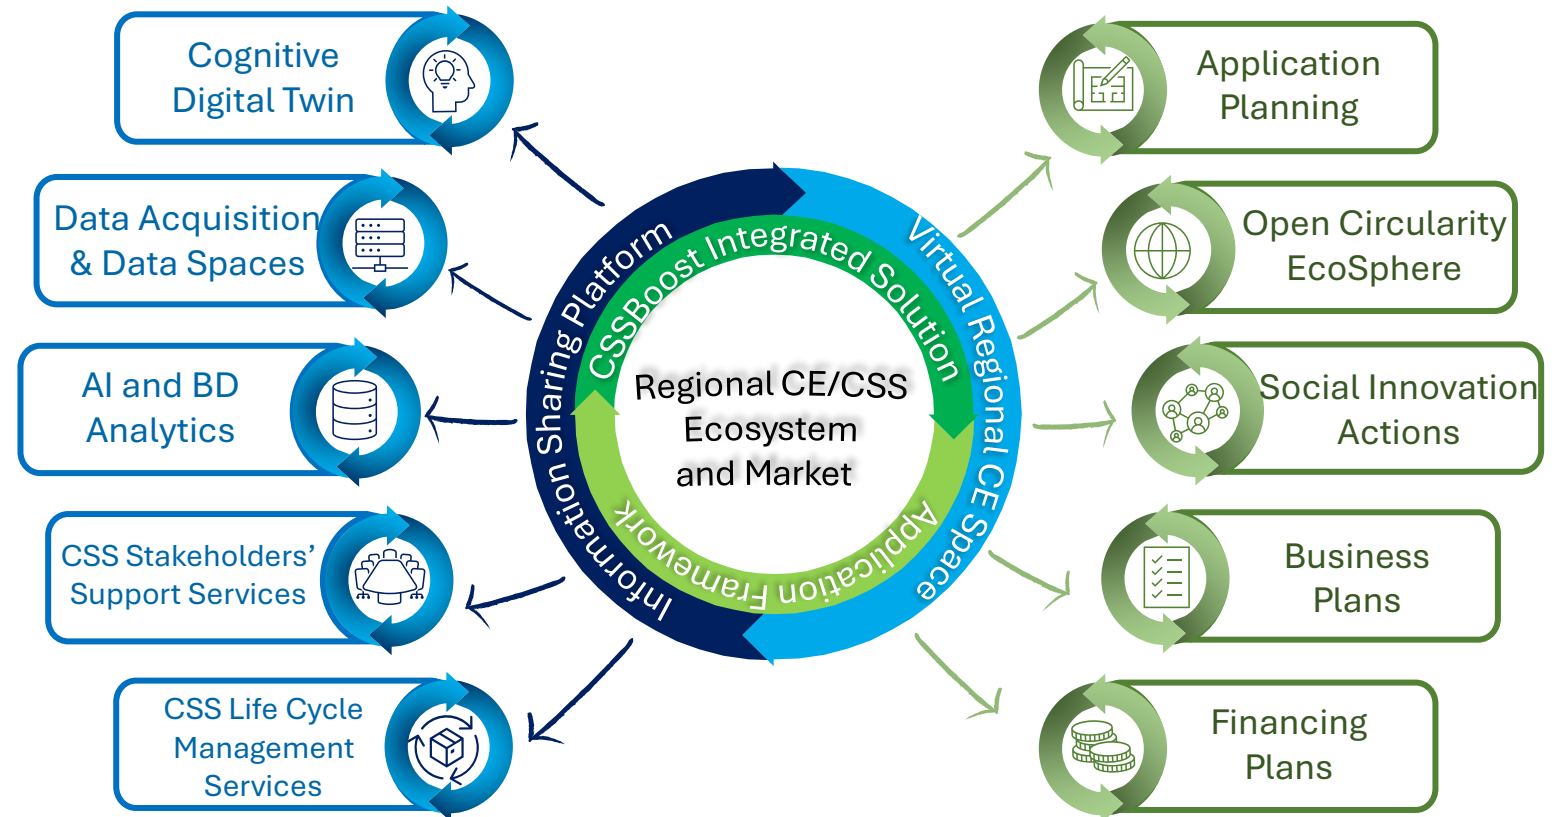 Cognitive
Digital Twin
Data Acquisition
& Data Spaces
AI and BD
Analytics
CSS Stakeholders’
Support Services
CSS Life Cycle
Management
Services
Information Sharing Platform
Virtual Regional CE Space
CSSBoost Integrated Solution
Application Framework
Regional CE/CSS
Ecosystem
and Market
Application
Planning
Open Circularity
EcoSphere
Social Innovation
Actions
Business
Plans
Financing
Plans